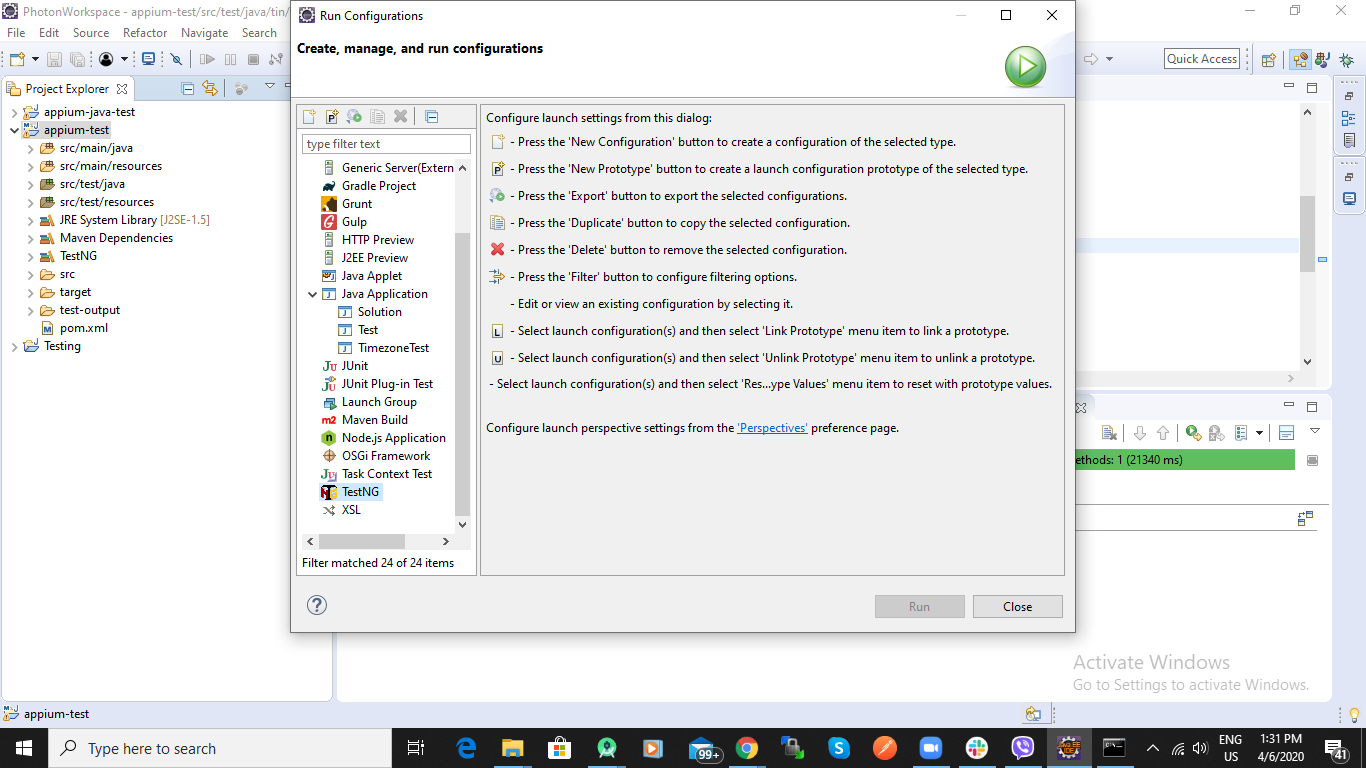 PhotonWorkspace - appium-test/src/test/java/tin/
File Edit Source Refactor Navigate Search
Quick Access
Project Explorer
appium-java-test
appium-test
src/main/java
src/main/resources
src/test/java
src/test/resources
JRE System Library [J2SE-1.5]
Maven Dependencies
TestNG
src
target
test-output
pom.xml
Testing
Run Configurations
Create, manage, and run configurations
type filter text
Generic Server(Extern
Gradle Project
Grunt
Gulp
HTTP Preview
J2EE Preview
Java Applet
Java Application
Solution
Test
TimezoneTest
JUnit
JUnit Plug-in Test
Launch Group
Maven Build
Node.js Application
OSGi Framework
Task Context Test
TestNG
XSL
Filter matched 24 of 24 items
Configure launch settings from this dialog:
- Press the 'New Configuration' button to create a configuration of the selected type.
- Press the 'New Prototype' button to create a launch configuration prototype of the selected type.
- Press the 'Export' button to export the selected configurations.
- Press the 'Duplicate' button to copy the selected configuration.
- Press the 'Delete' button to remove the selected configuration.
- Press the 'Filter' button to configure filtering options.
- Edit or view an existing configuration by selecting it.
- Select launch configuration(s) and then select 'Link Prototype' menu item to link a prototype.
- Select launch configuration(s) and then select 'Unlink Prototype' menu item to unlink a prototype.
- Select launch configuration(s) and then select 'Res...ype Values' menu item to reset with prototype values.
Configure launch perspective settings from the 'Perspectives' preference page.
Run
Close
ethods: 1 (21340 ms)
Activate Windows
Go to Settings to activate Windows.
appium-test
Type here to search
99+
ENG
US
1:31 PM
4/6/2020
41